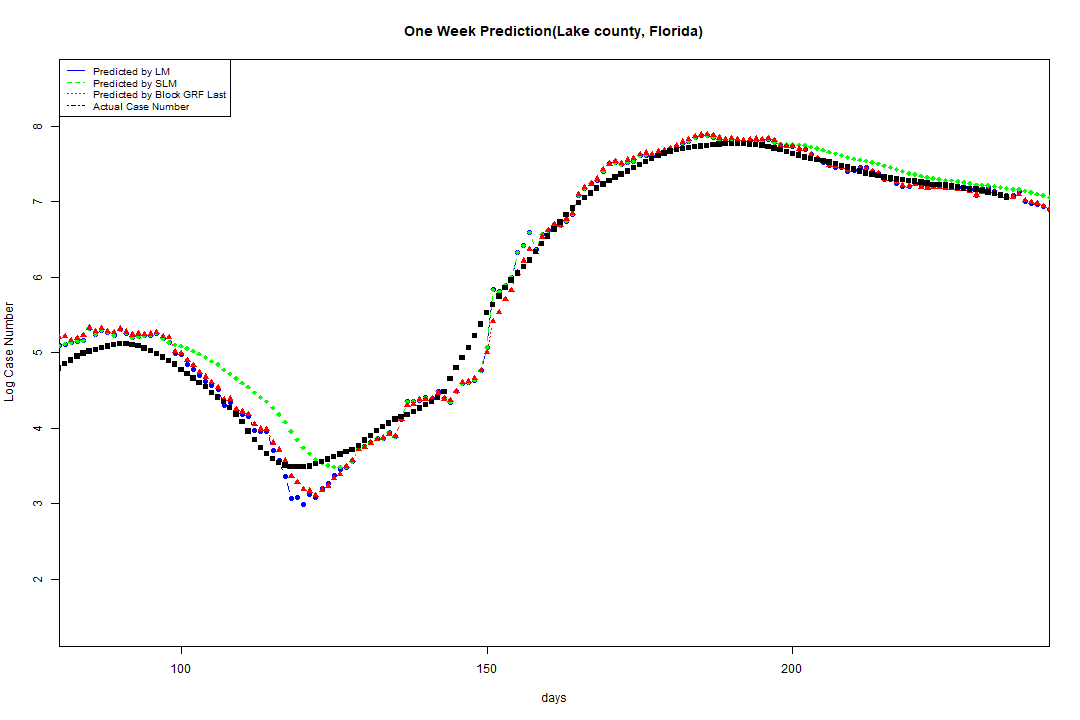 One Week Prediction(Lake county, Florida)
Predicted by LM
Predicted by SLM
Predicted by Block GRF Last
Actual Case Number
Log Case Number
8
7
6
5
4
3
2
100 150 200
days